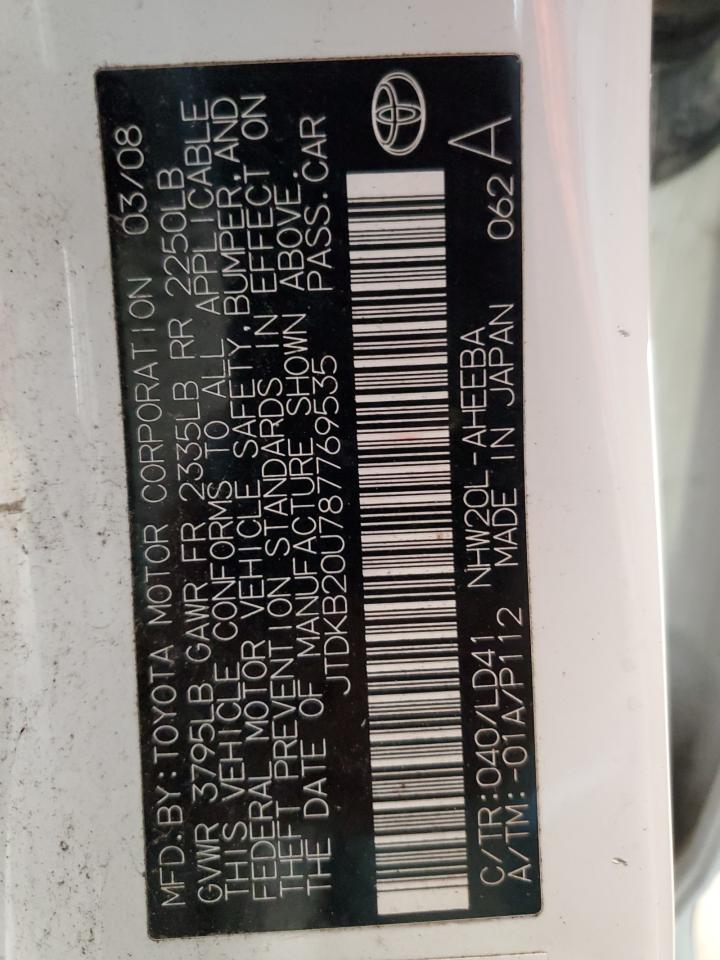 MFD.BY:TOYOTA MOTOR CORPORATION 03/08
GVWR 3795LB GAWR FR 2335LB RR 2250LB
THIS VEHICLE CONFORMS TO ALL APPLICABLE
FEDERAL MOTOR VEHICLE SAFETY,BUMPER,AND
THEFT PREVENTION STANDARDS IN EFFECT ON
THE DATE OF MANUFACTURE SHOWN ABOVE.
JTDKB20U787769535 PASS.CAR
C/TR:040/LD41 NHW20L-AHEEBA
A/TM:-01A/P112 MADE IN JAPAN 062 A